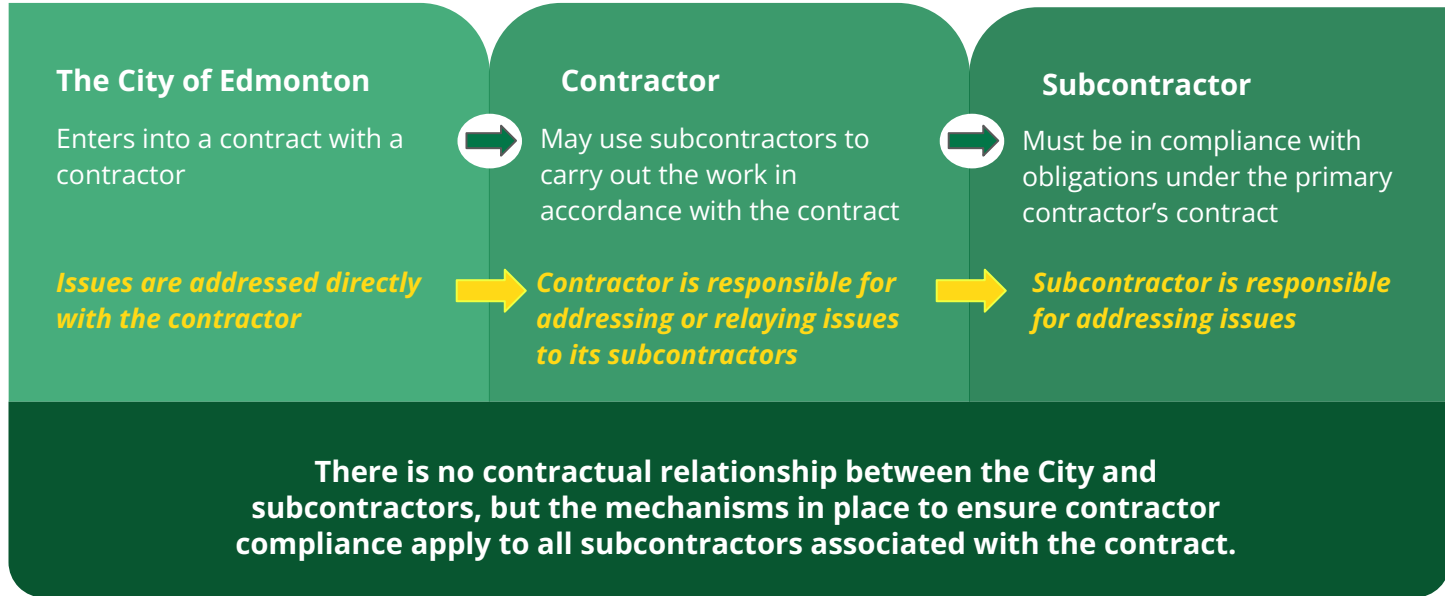 The City of Edmonton
Enters into a contract with a
contractor
Issues are addressed directly
with the contractor
Contractor
May use subcontractors to
carry out the work in
accordance with the contract
Contractor is responsible for
addressing or relaying issues
to its subcontractors
Subcontractor
Must be in compliance with
obligations under the primary
contractor’s contract
Subcontractor is responsible
for addressing issues
There is no contractual relationship between the City and
subcontractors, but the mechanisms in place to ensure contractor
compliance apply to all subcontractors associated with the contract.